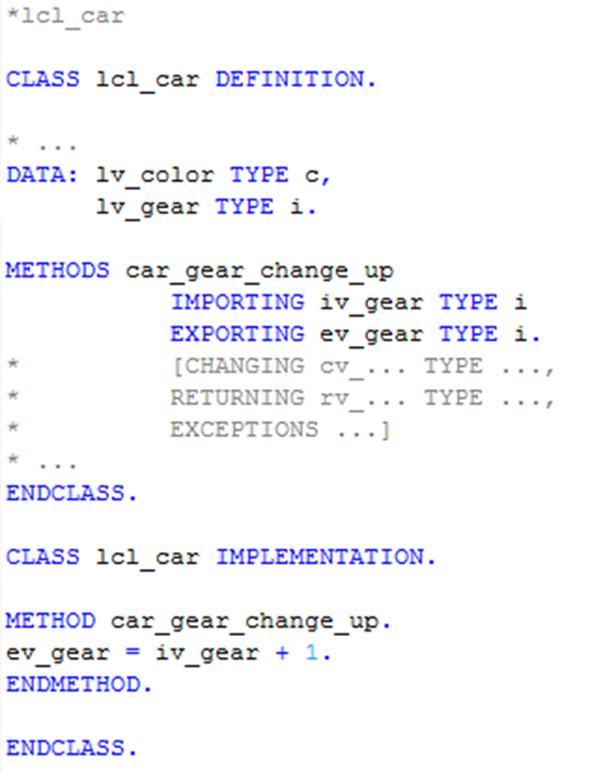 *lcl_car
CLASS lcl_car DEFINITION.
* ...
DATA: lv_color TYPE c,
lv_gear TYPE i.
METHODS car_gear_change_up
IMPORTING iv_gear TYPE i
EXPORTING ev_gear TYPE i.
* [CHANGING cv_... TYPE ...,
* RETURNING rv_... TYPE ...,
* EXCEPTIONS ...]
* ...
ENDCLASS.
CLASS lcl_car IMPLEMENTATION.
METHOD car_gear_change_up.
ev_gear = iv_gear + 1.
ENDMETHOD.
ENDCLASS.